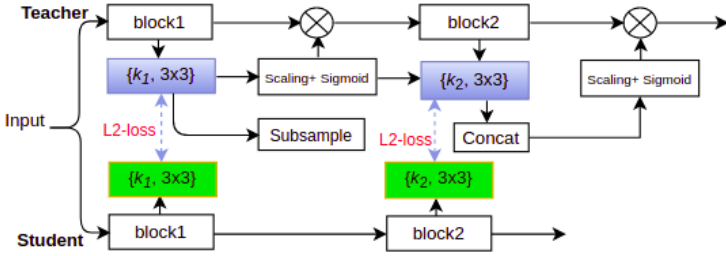 Teacher
block1
block2
{k1, 3x3}
Scaling+ Sigmoid
{k2, 3x3}
Scaling+ Sigmoid
Input
L2-loss
Subsample
L2-loss
Concat
{k1, 3x3}
{k2, 3x3}
Student
block1
block2